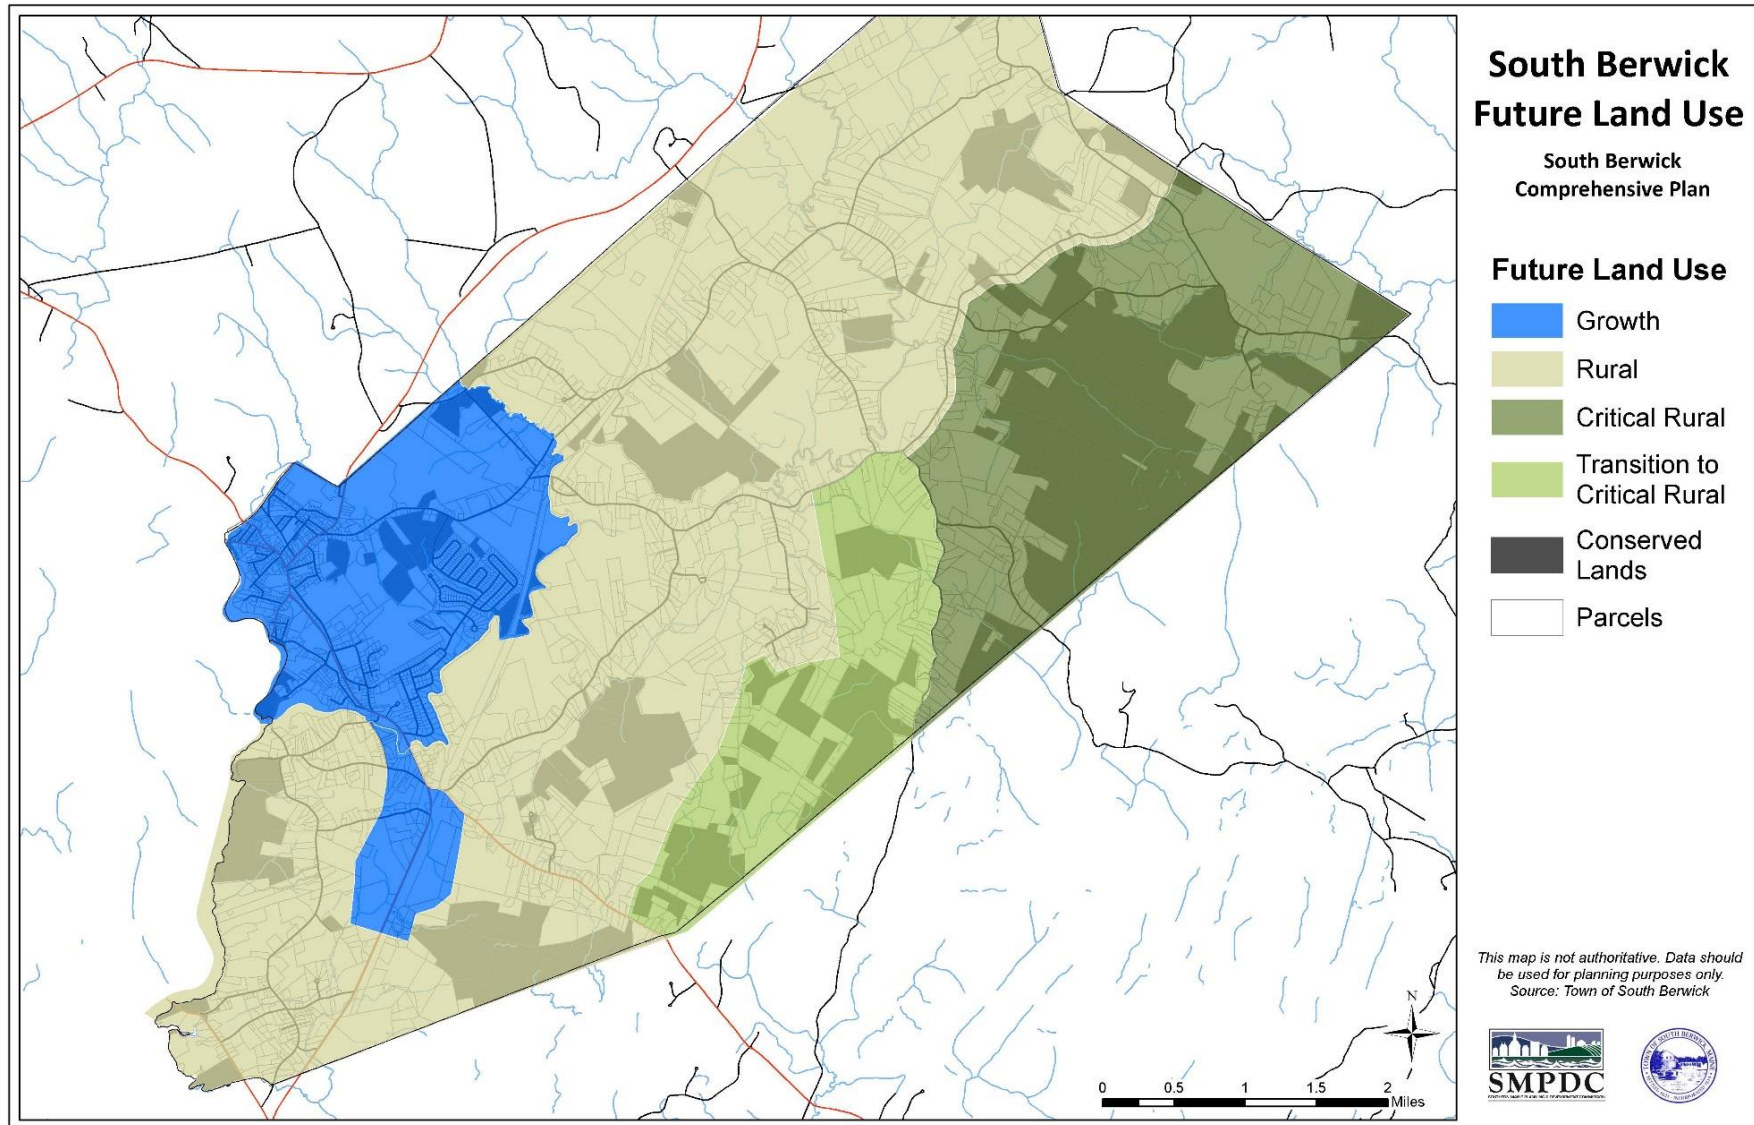 South Berwick
Future Land Use
South Berwick
Comprehensive Plan
Future Land Use
Growth
Rural
Critical Rural
Transition to
Critical Rural
Conserved
Lands
Parcels
This map is not authoritative. Data should
be used for planning purposes only.
Source: Town of South Berwick
N
0 0.5 1 1.5 2
Miles
SMPDC